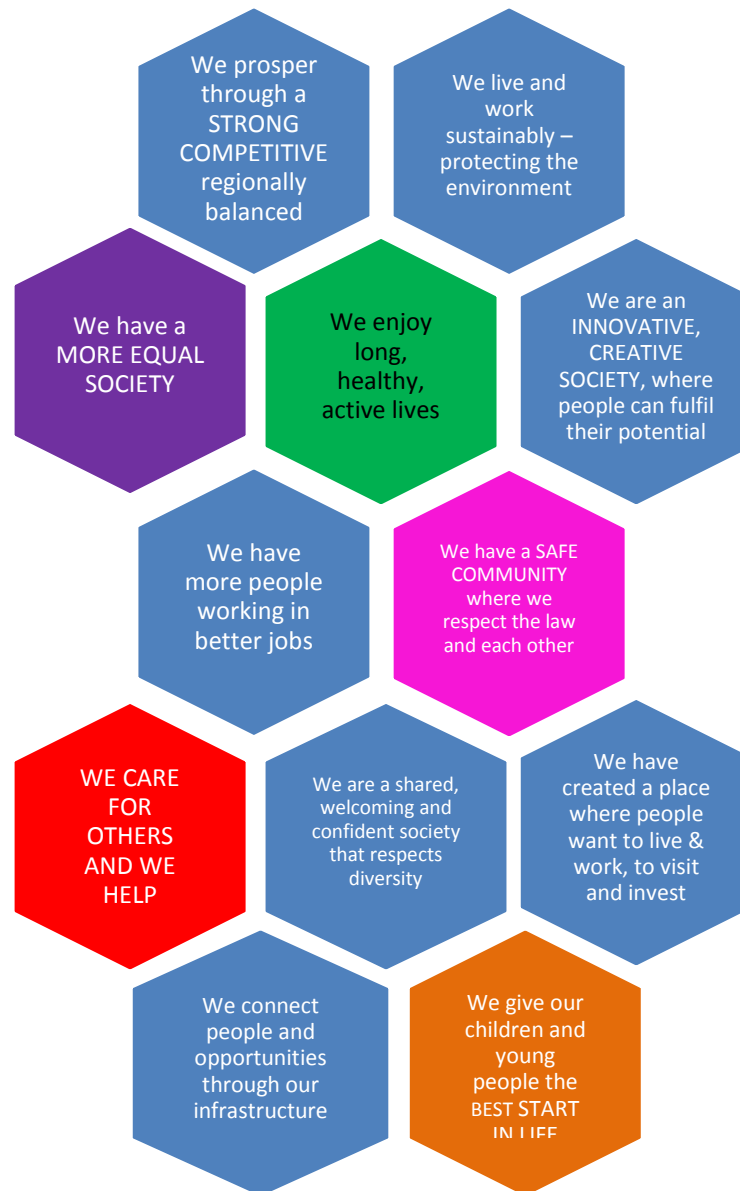 We prosper
through a
STRONG
COMPETITIVE
regionally
balanced
We live and
work
sustainably –
protecting the
environment
We have a
MORE EQUAL
SOCIETY
We enjoy
long,
healthy,
active lives
We are an
INNOVATIVE,
CREATIVE
SOCIETY, where
people can fulfil
their potential
We have
more people
working in
better jobs
We have a SAFE
COMMUNITY
where we
respect the law
and each other
WE CARE
FOR
OTHERS
AND WE
HELP
We are a shared,
welcoming and
confident society
that respects
diversity
We have
created a place
where people
want to live &
work, to visit
and invest
We connect
people and
opportunities
through our
infrastructure
We give our
children and
young
people the
BEST START
IN LIFE